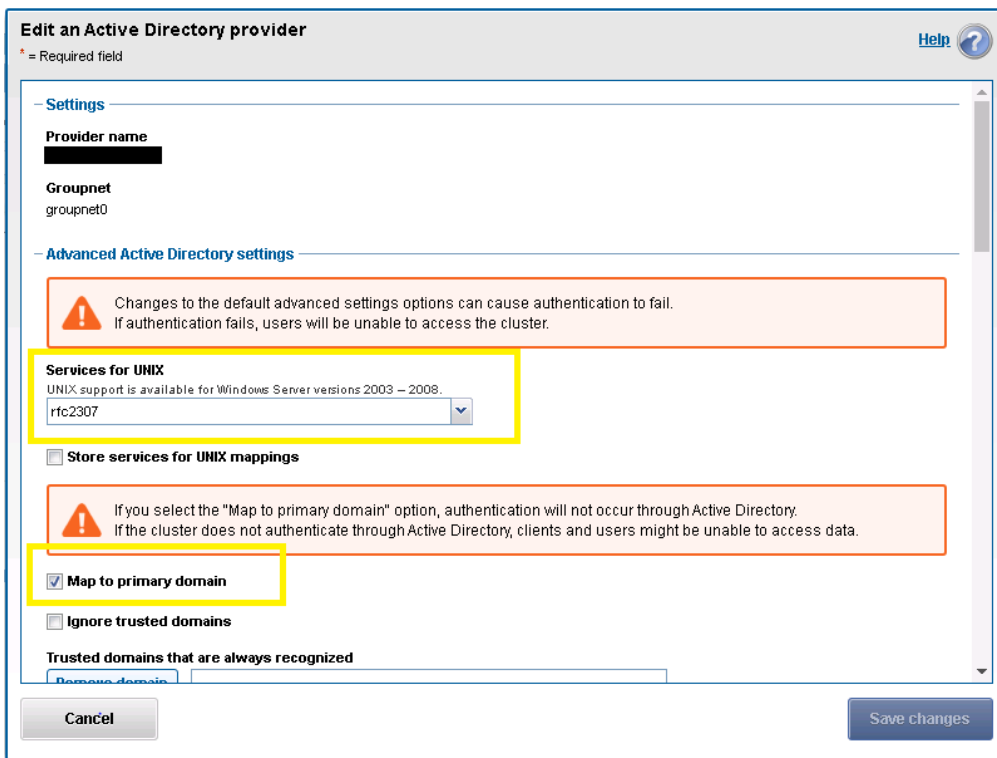 Edit an Active Directory provider
* = Required field
Help
Settings
Provider name
Groupnet
groupnet0
Advanced Active Directory settings
Changes to the default advanced settings options can cause authentication to fail.
If authentication fails, users will be unable to access the cluster.
Services for UNIX
UNIX support is available for Windows Server versions 2003 – 2008.
rfc2307
Store services for UNIX mappings
If you select the "Map to primary domain" option, authentication will not occur through Active Directory.
If the cluster does not authenticate through Active Directory, clients and users might be unable to access data.
Map to primary domain
Ignore trusted domains
Trusted domains that are always recognized
Remove domain
Cancel
Save changes